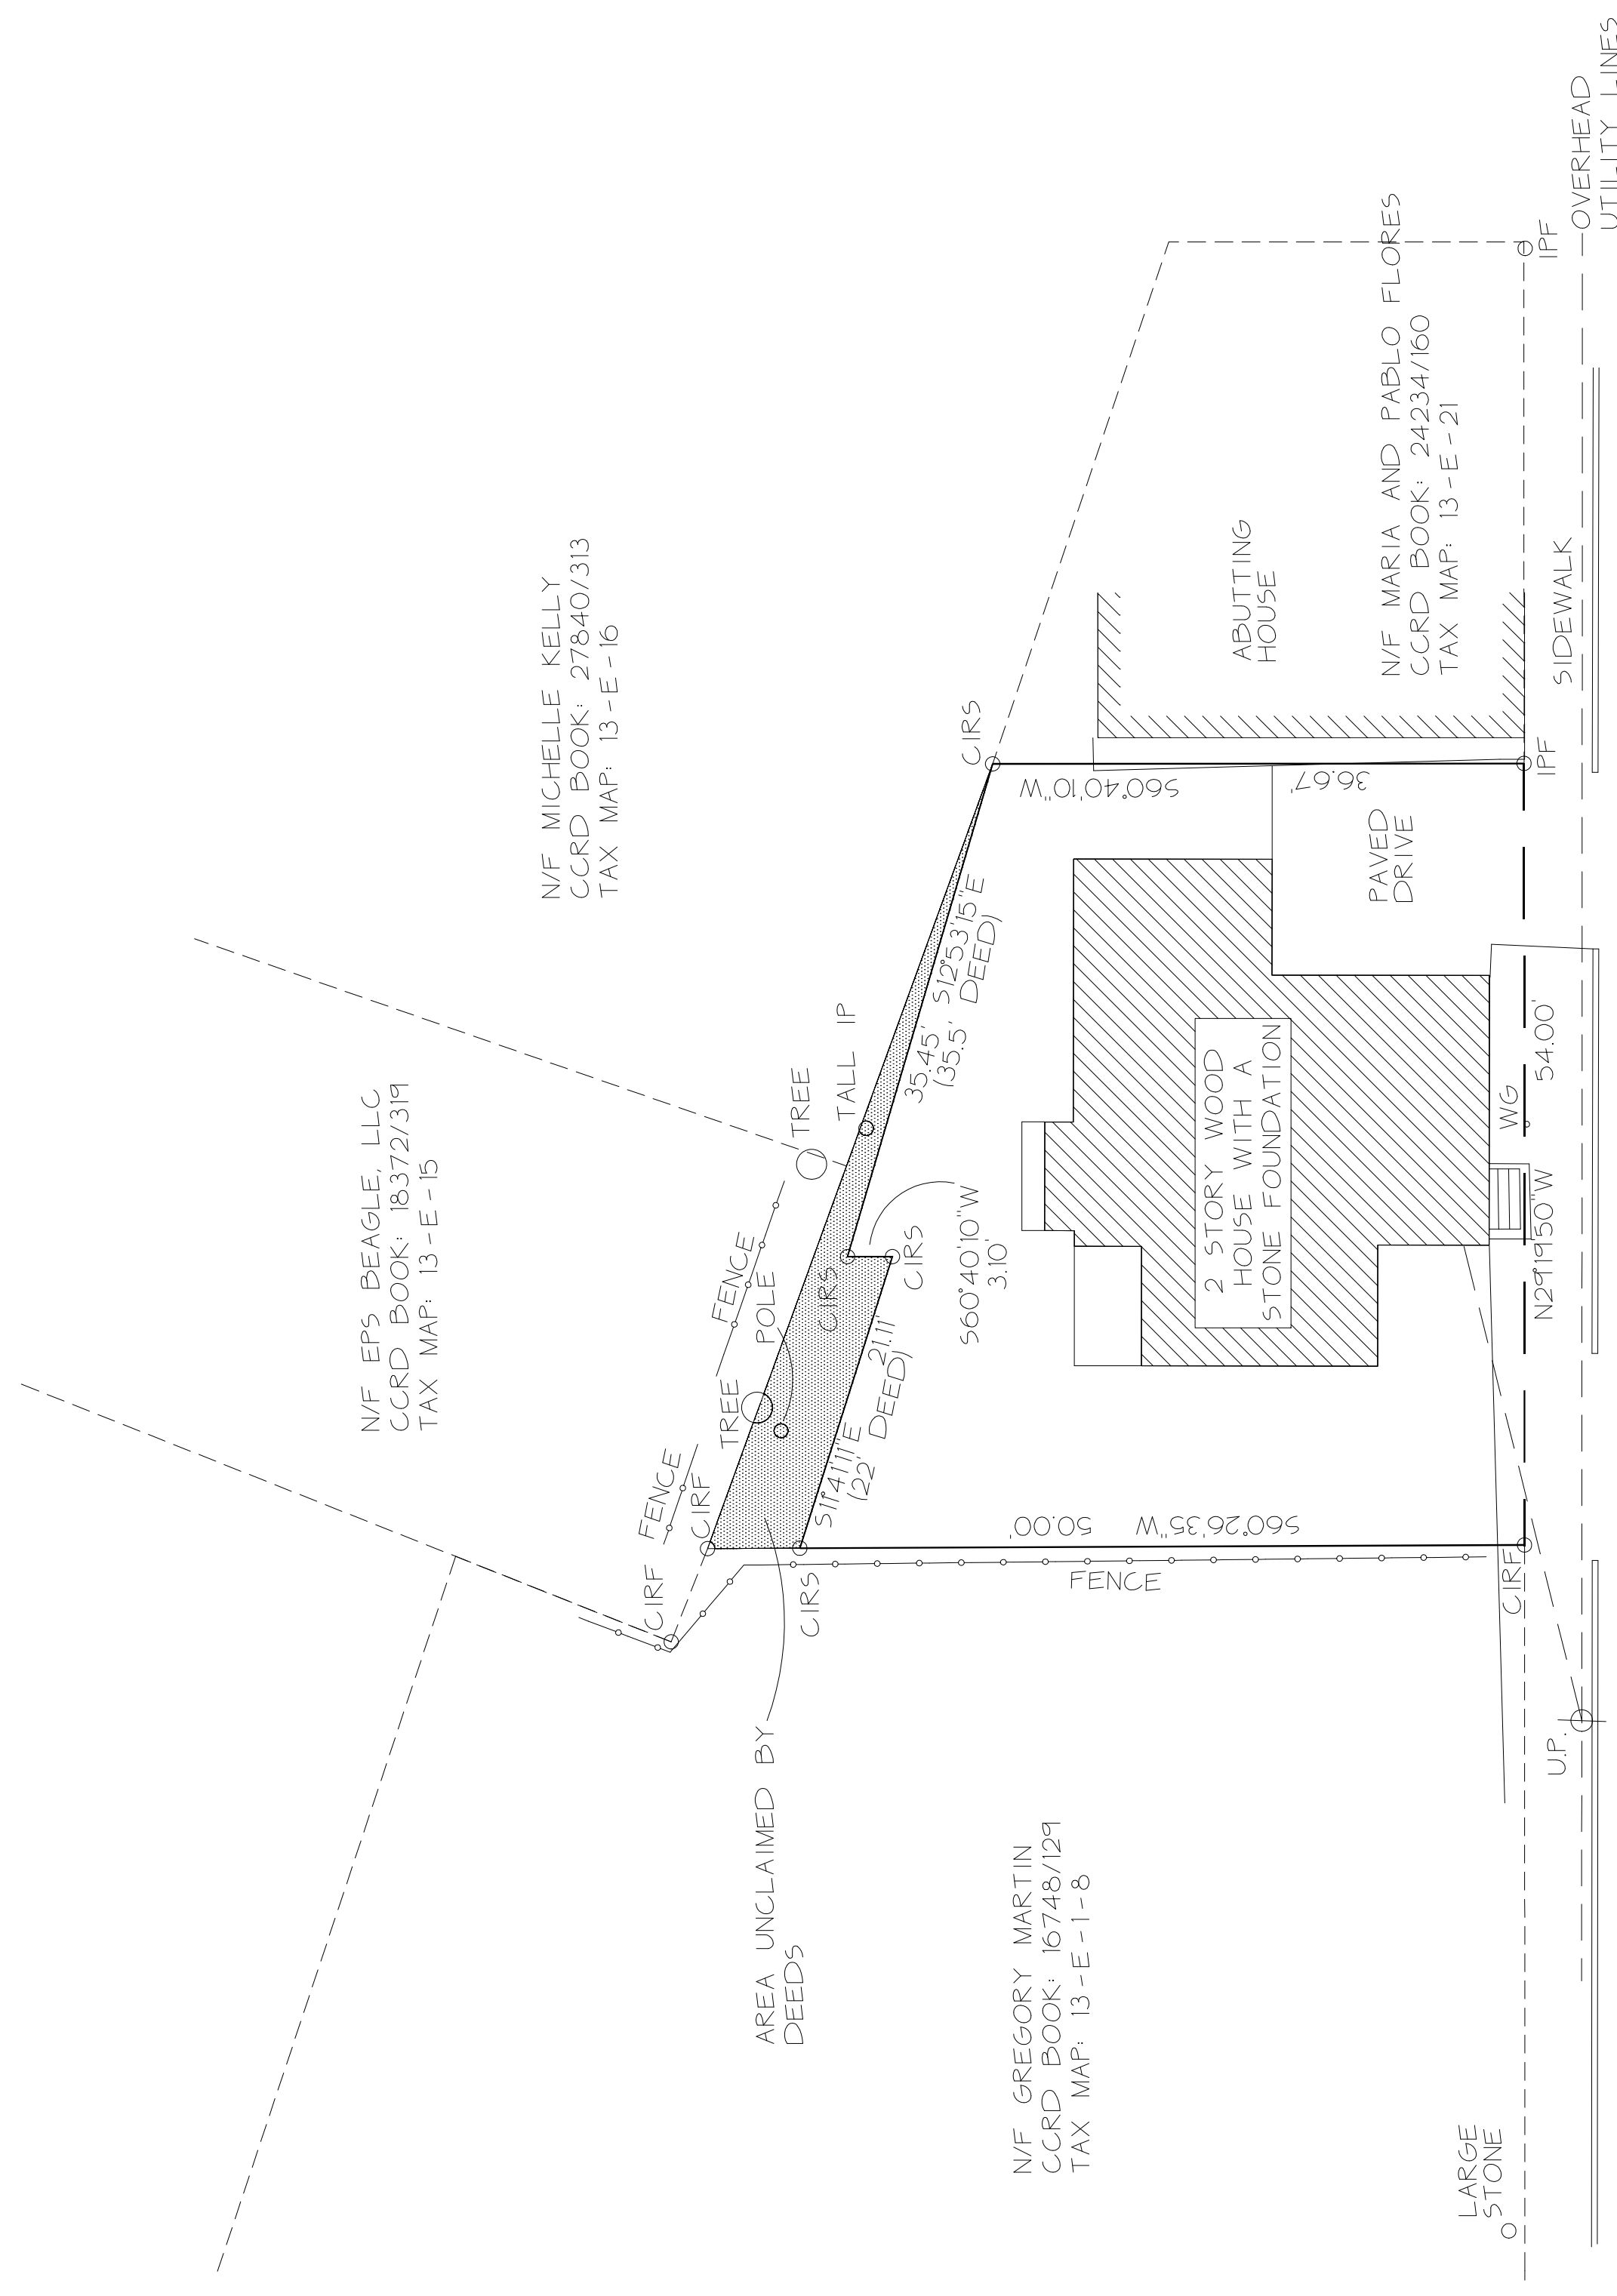 N/F EPS BEAGLE, LLC
CCRD BOOK: 18372/319
TAX MAP: 13-E-15
N/F MICHELLE KELLY
CCRD BOOK: 27840/313
TAX MAP: 13-E-16
CIRF
FENCE
CIRF
TREE
FENCE
POLE
TREE
TALL IP
CIRS
CIRS
CIRS
CIRS
AREA UNCLAIMED BY
DEEDS
S11°41'11"E
21.11'
(22' DEED)
S60°40'10"W
3.10'
35.45' S12°53'15"E
(35.5' DEED)
S60°40'10"W
36.67'
FENCE
50.00' S60°26'35"W
N/F GREGORY MARTIN
CCRD BOOK: 16748/129
TAX MAP: 13-E-1-8
2 STORY WOOD
HOUSE WITH A
STONE FOUNDATION
ABUTTING
HOUSE
PAVED
DRIVE
N/F MARIA AND PABLO FLORES
CCRD BOOK: 24234/160
TAX MAP: 13-E-21
LARGE
STONE
CIRF
WG
N29°19'50"W
54.00'
IPF
IPF
U.P.
SIDEWALK
OVERHEAD
UTILITY LINES